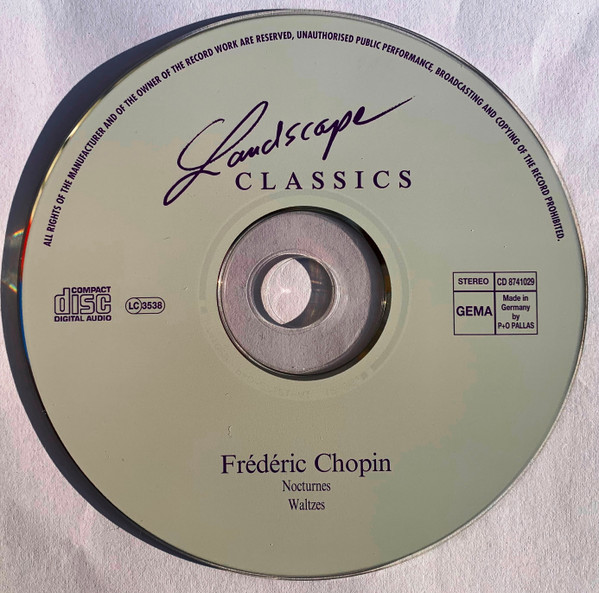 ALL RIGHTS OF THE MANUFACTURER AND OF THE OWNER OF THE RECORD WORK ARE RESERVED, UNAUTHORISED PUBLIC PERFORMANCE, BROADCASTING AND COPYING OF THE RECORD PROHIBITED.
Landscape
CLASSICS
COMPACT
disc
DIGITAL AUDIO
LC 3538
STEREO
CD 8741029
GEMA
Made in
Germany
by
P+O PALLAS
Frédéric Chopin
Nocturnes
Waltzes